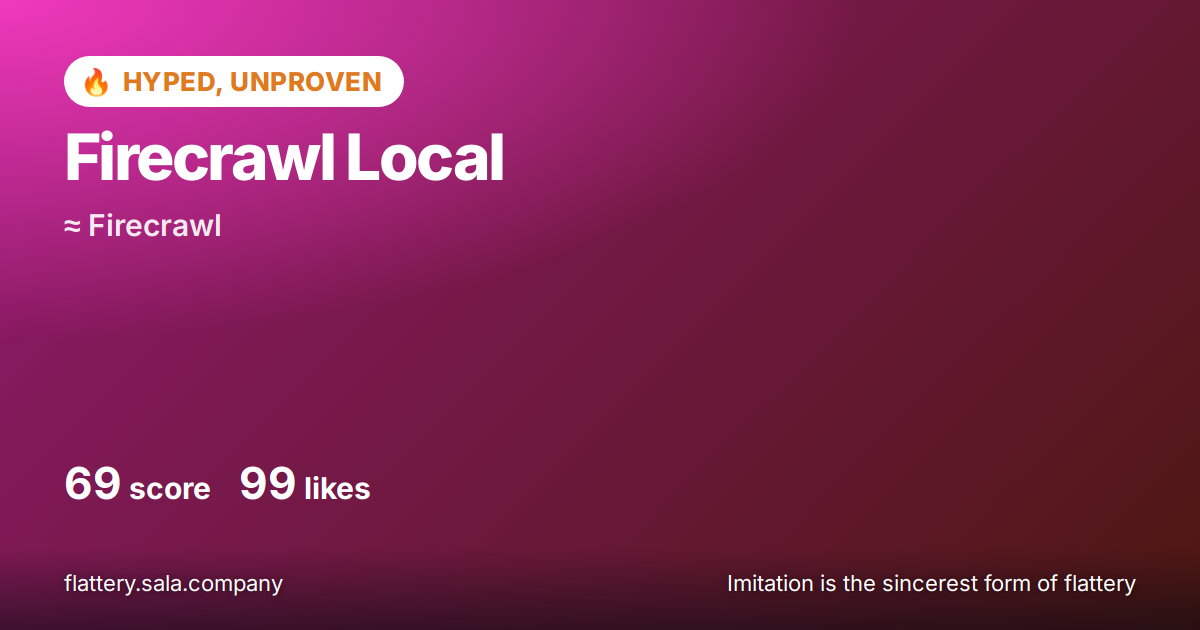 🔥 HYPED, UNPROVEN
Firecrawl Local
≈ Firecrawl
69 score 99 likes
flattery.sala.company
Imitation is the sincerest form of flattery